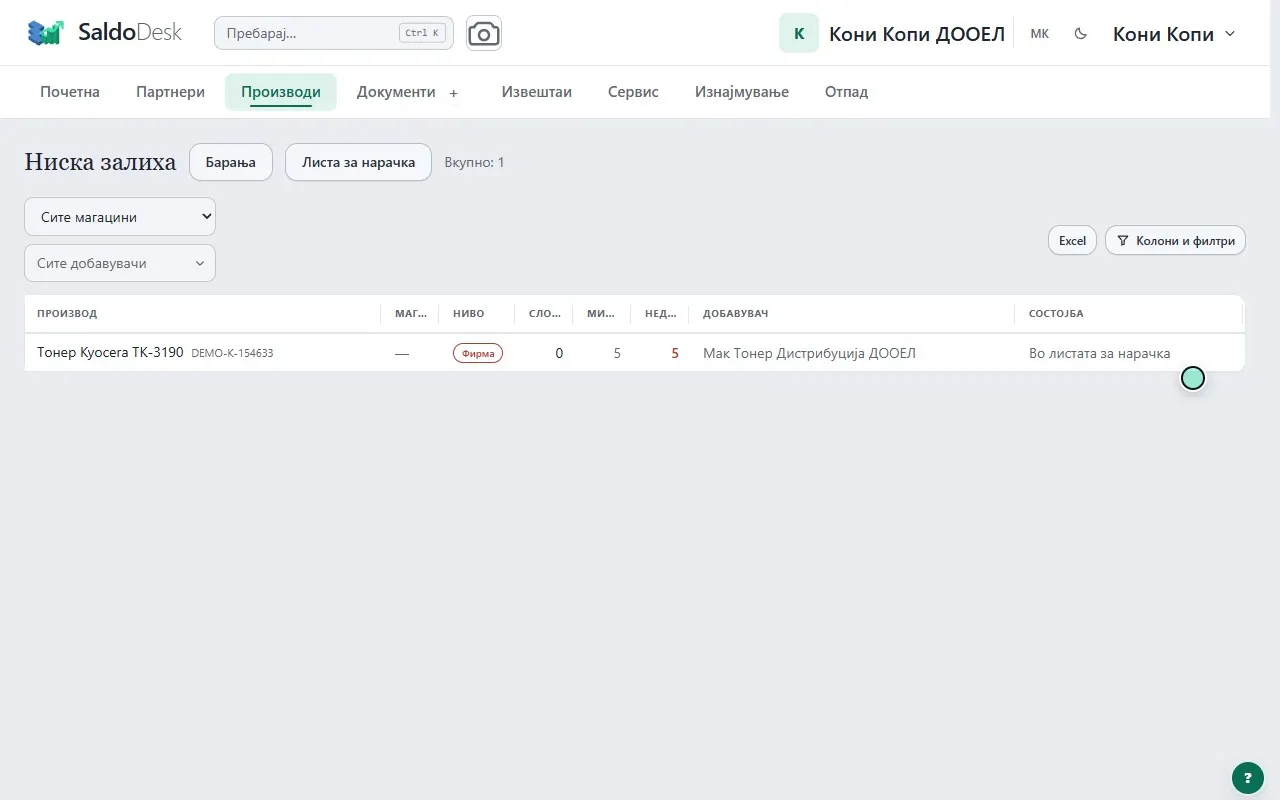 SaldoDesk
Пребарај...
Ctrl K
К
Кони Копи ДООЕЛ
МК
Кони Копи
Почетна
Партнери
Производи
Документи +
Извештаи
Сервис
Изнајмување
Отпад
Ниска залиха
Барања
Листа за нарачка
Вкупно: 1
Сите магацини
Сите добавувачи
Excel
Колони и филтри
ПРОИЗВОД МАГ... НИВО СЛО... МИ... НЕД... ДОБАВУВАЧ СОСТОЈБА
Тонер Kyocera TK-3190 DEMO-K-154633 — Фирма 0 5 5 Мак Тонер Дистрибуција ДООЕЛ Во листата за нарачка
?